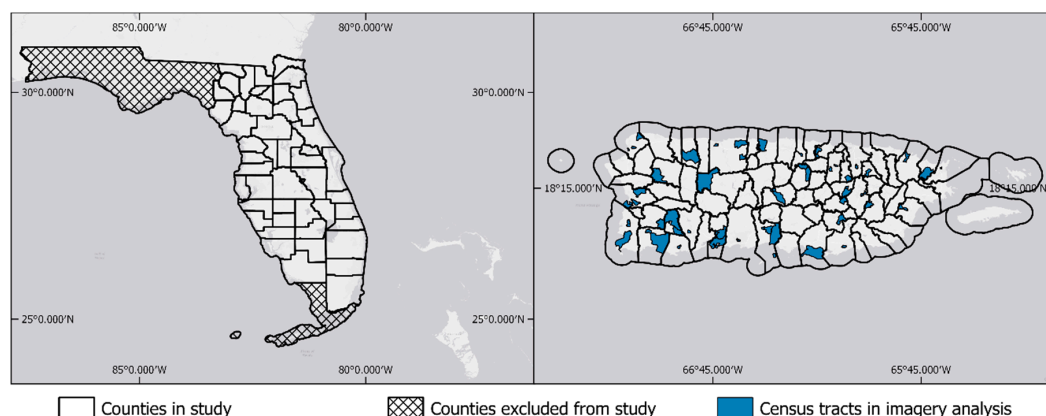 85°0.000′W 80°0.000′W
66°45.000′W 65°45.000′W
30°0.000′N
30°0.000′N
18°15.000′N
18°15.000′N
25°0.000′N
25°0.000′N
85°0.000′W 80°0.000′W
66°45.000′W 65°45.000′W
Counties in study
Counties excluded from study
Census tracts in imagery analysis